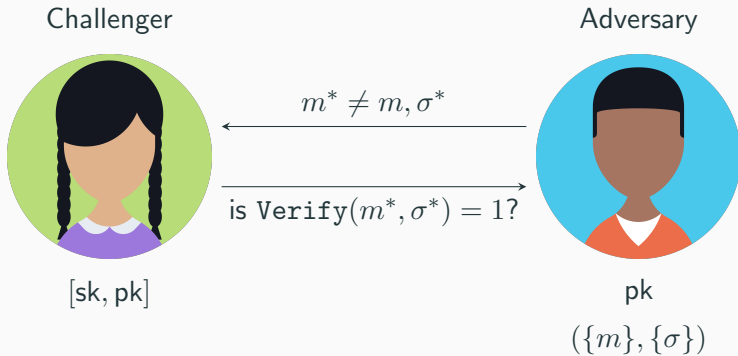 Challenger
Adversary
m* ≠ m, σ*
is Verify(m*, σ*) = 1?
[sk, pk]
pk
({m}, {σ})